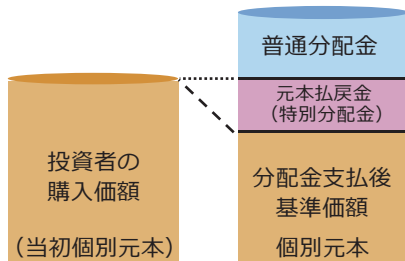 普通分配金
元本払戻金
（特別分配金）
投資者の
購入価額
（当初個別元本）
分配金支払後
基準価額
個別元本